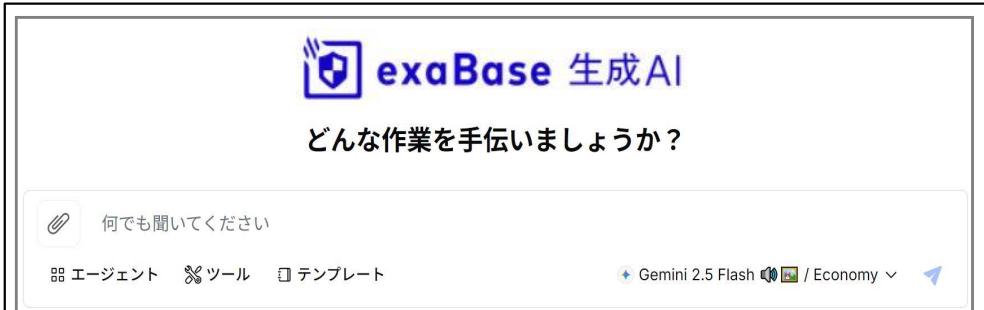 exaBase 生成AI
どんな作業を手伝いましょうか？
何でも聞いてください
エージェント ツール テンプレート Gemini 2.5 Flash 🔊🖼️ / Economy